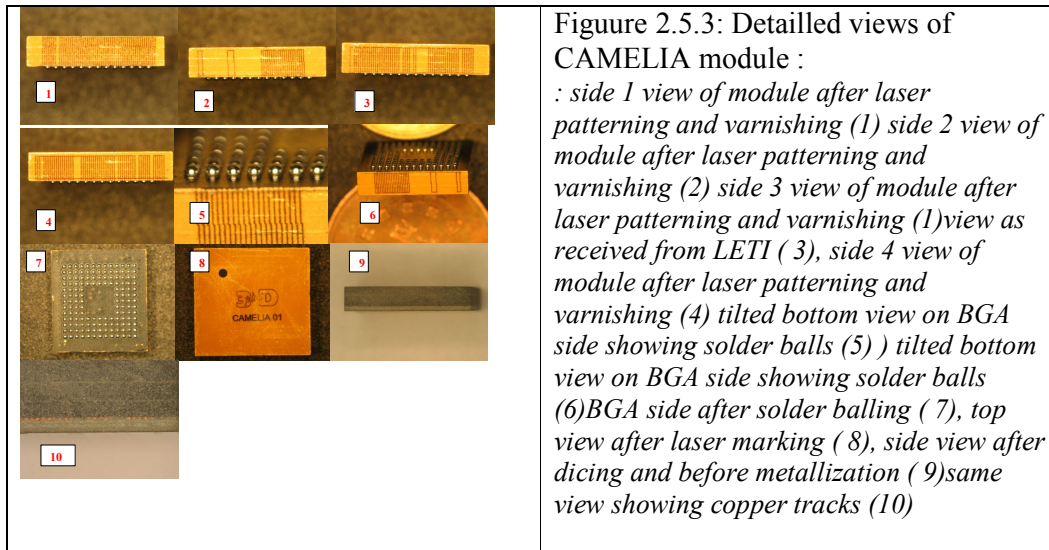 1
2
3
4
5
6
7
8
3D
CAMELIA 01
9
10
Figuure 2.5.3: Detailled views of
CAMELIA module :
: side 1 view of module after laser
patterning and varnishing (1) side 2 view of
module after laser patterning and
varnishing (2) side 3 view of module after
laser patterning and varnishing (1)view as
received from LETI ( 3), side 4 view of
module after laser patterning and
varnishing (4) tilted bottom view on BGA
side showing solder balls (5) ) tilted bottom
view on BGA side showing solder balls
(6)BGA side after solder balling ( 7), top
view after laser marking ( 8), side view after
dicing and before metallization ( 9)same
view showing copper tracks (10)